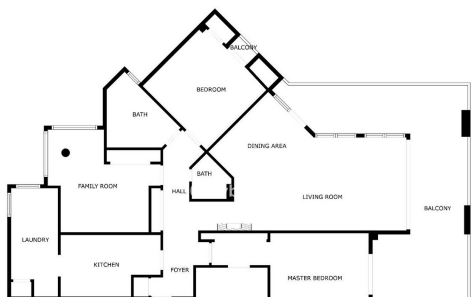 BALCONY
BEDROOM
BATH
DINING AREA
BATH
FAMILY ROOM
HALL
LIVING ROOM
BALCONY
LAUNDRY
KITCHEN
FOYER
MASTER BEDROOM